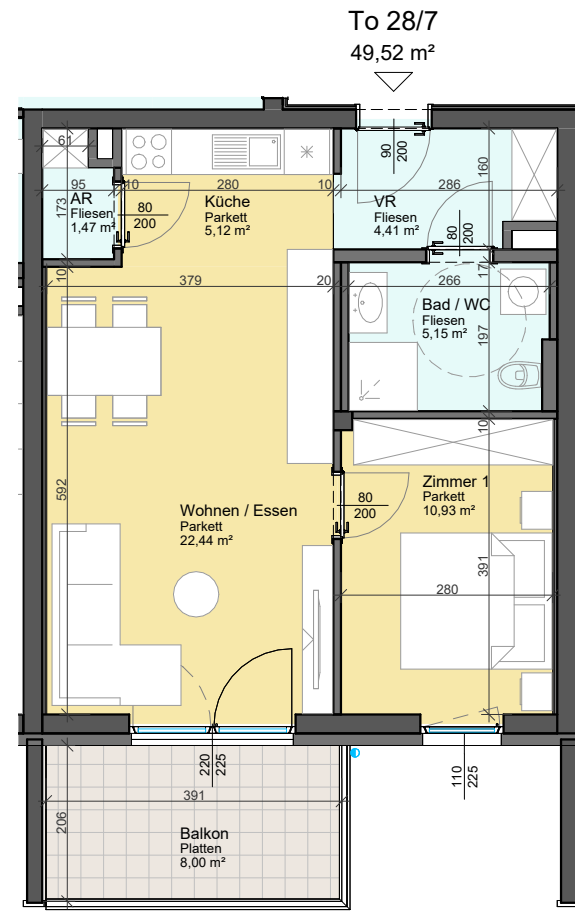 To 28/7
49,52 m²
61
90
200
160
95
10
280
10
286
AR
Fliesen
1,47 m²
173
80
200
Küche
Parkett
5,12 m²
VR
Fliesen
4,41 m²
80
200
10
379
20
17
266
Bad / WC
Fliesen
5,15 m²
197
10
592
Wohnen / Essen
Parkett
22,44 m²
80
200
Zimmer 1
Parkett
10,93 m²
391
280
220
225
110
225
391
206
Balkon
Platten
8,00 m²